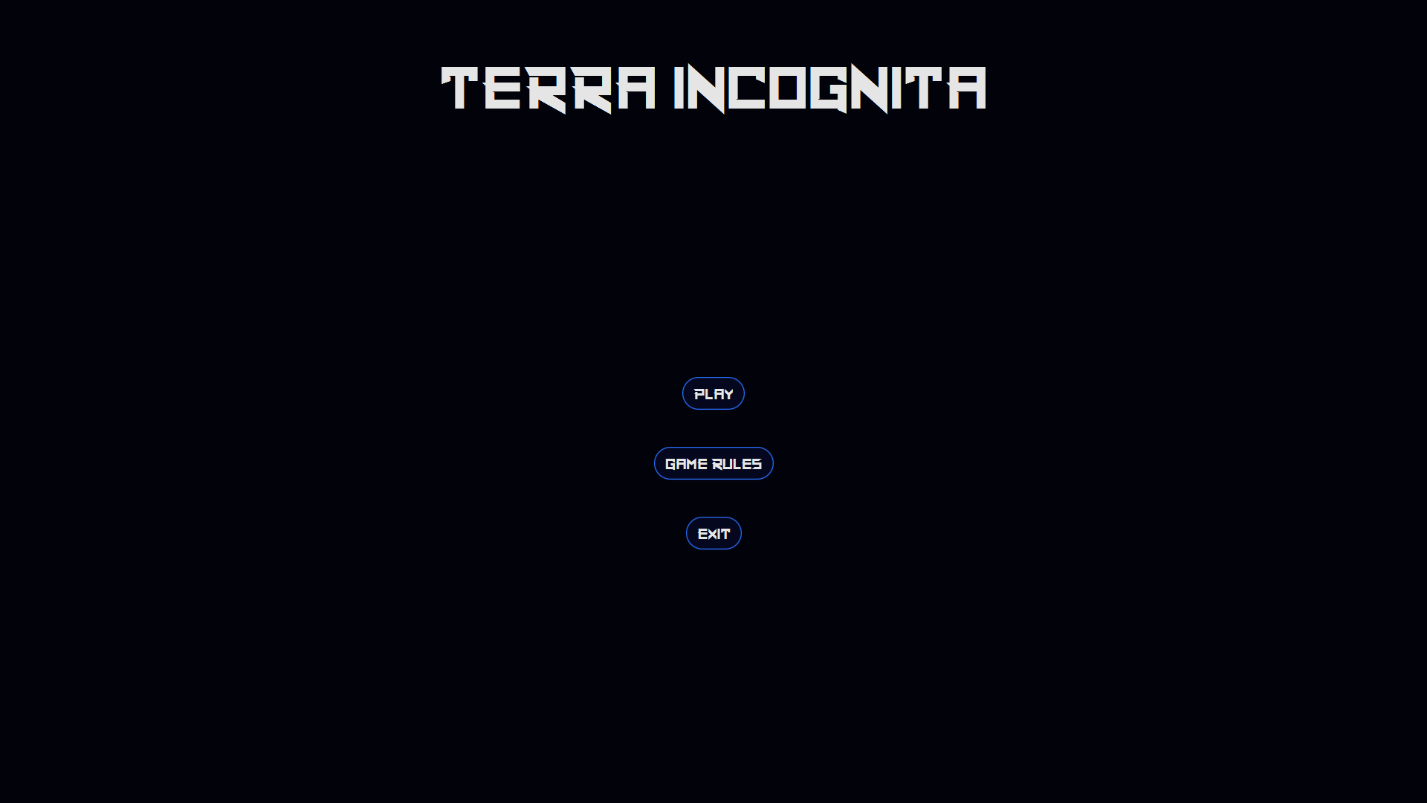 TERRA INCOGNITA
PLAY
GAME RULES
EXIT